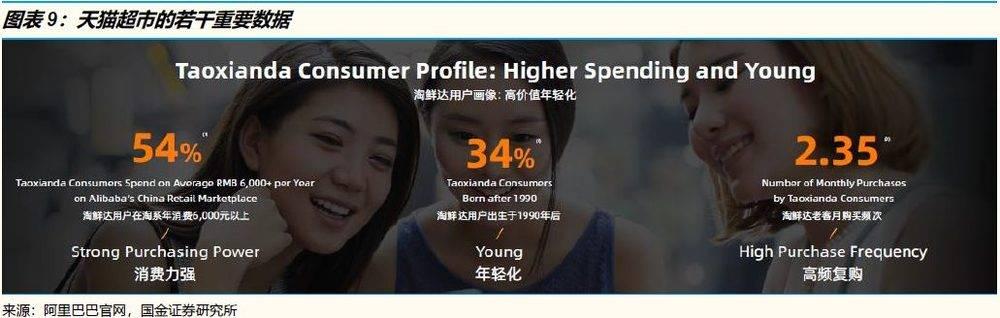 图表9：天猫超市的若干重要数据
Taoxianda Consumer Profile: Higher Spending and Young
淘鲜达用户画像：高价值年轻化
54%(1)
Taoxianda Consumers Spend on Average RMB 6,000+ per Year
on Alibaba's China Retail Marketplace
淘鲜达用户在淘系年消费6,000元以上
Strong Purchasing Power
消费力强
34%
Taoxianda Consumers
Born after 1990
淘鲜达用户出生于1990年后
Young
年轻化
2.35
Number of Monthly Purchases
by Taoxianda Consumers
淘鲜达老客月购买频次
High Purchase Frequency
高频复购
来源：阿里巴巴官网，国金证券研究所